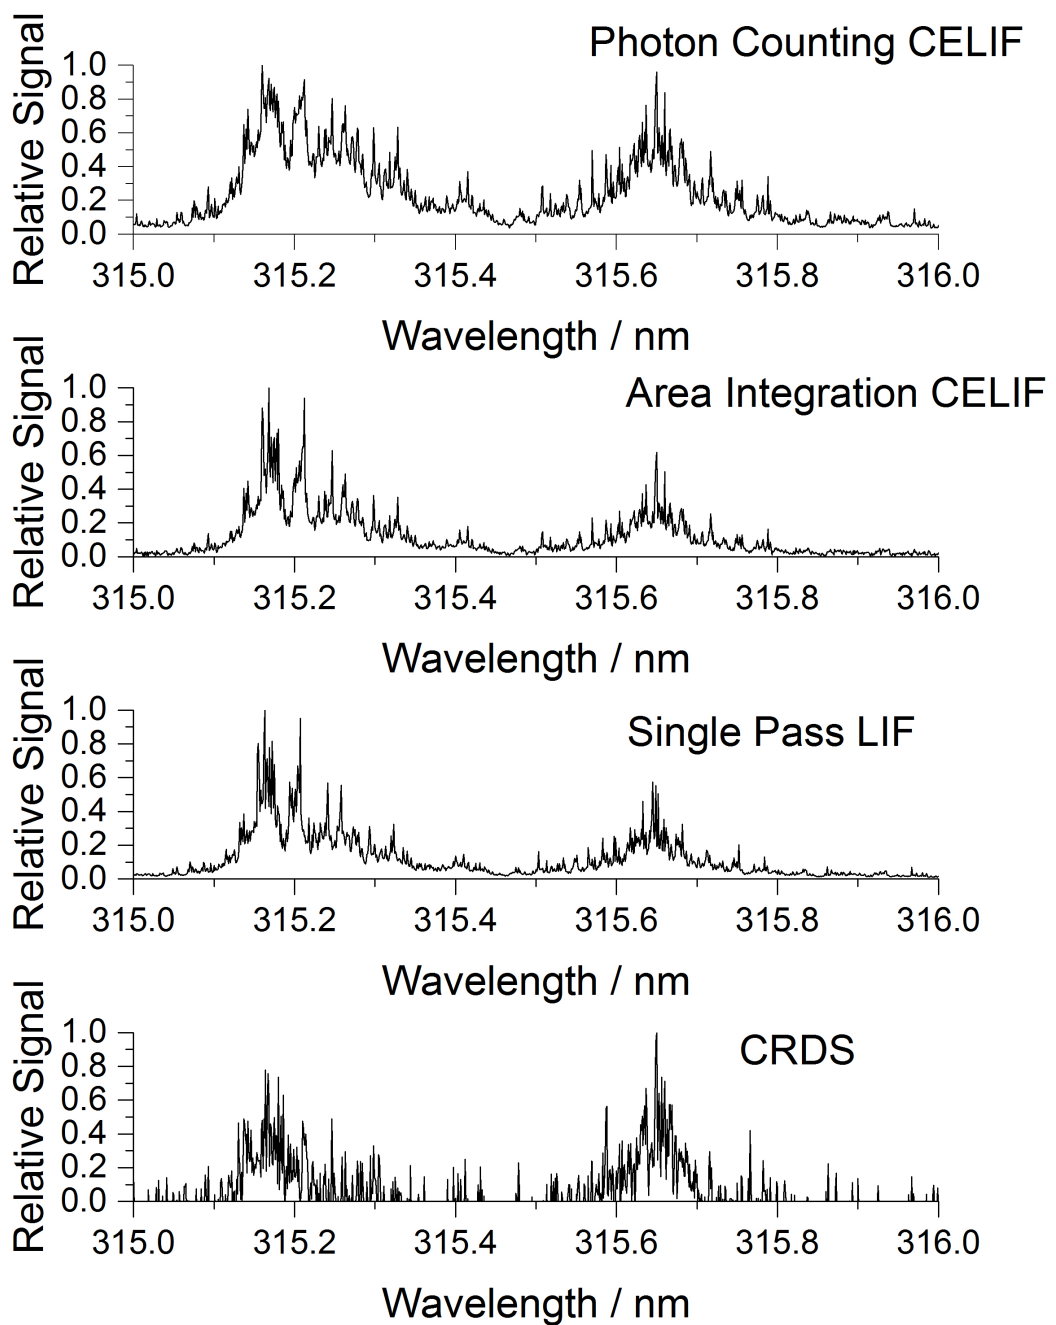 Photon Counting CELIF
Relative Signal
1.0
0.8
0.6
0.4
0.2
0.0
315.0 315.2 315.4 315.6 315.8 316.0
Wavelength / nm
Area Integration CELIF
Relative Signal
1.0
0.8
0.6
0.4
0.2
0.0
315.0 315.2 315.4 315.6 315.8 316.0
Wavelength / nm
Single Pass LIF
Relative Signal
1.0
0.8
0.6
0.4
0.2
0.0
315.0 315.2 315.4 315.6 315.8 316.0
Wavelength / nm
CRDS
Relative Signal
1.0
0.8
0.6
0.4
0.2
0.0
315.0 315.2 315.4 315.6 315.8 316.0
Wavelength / nm